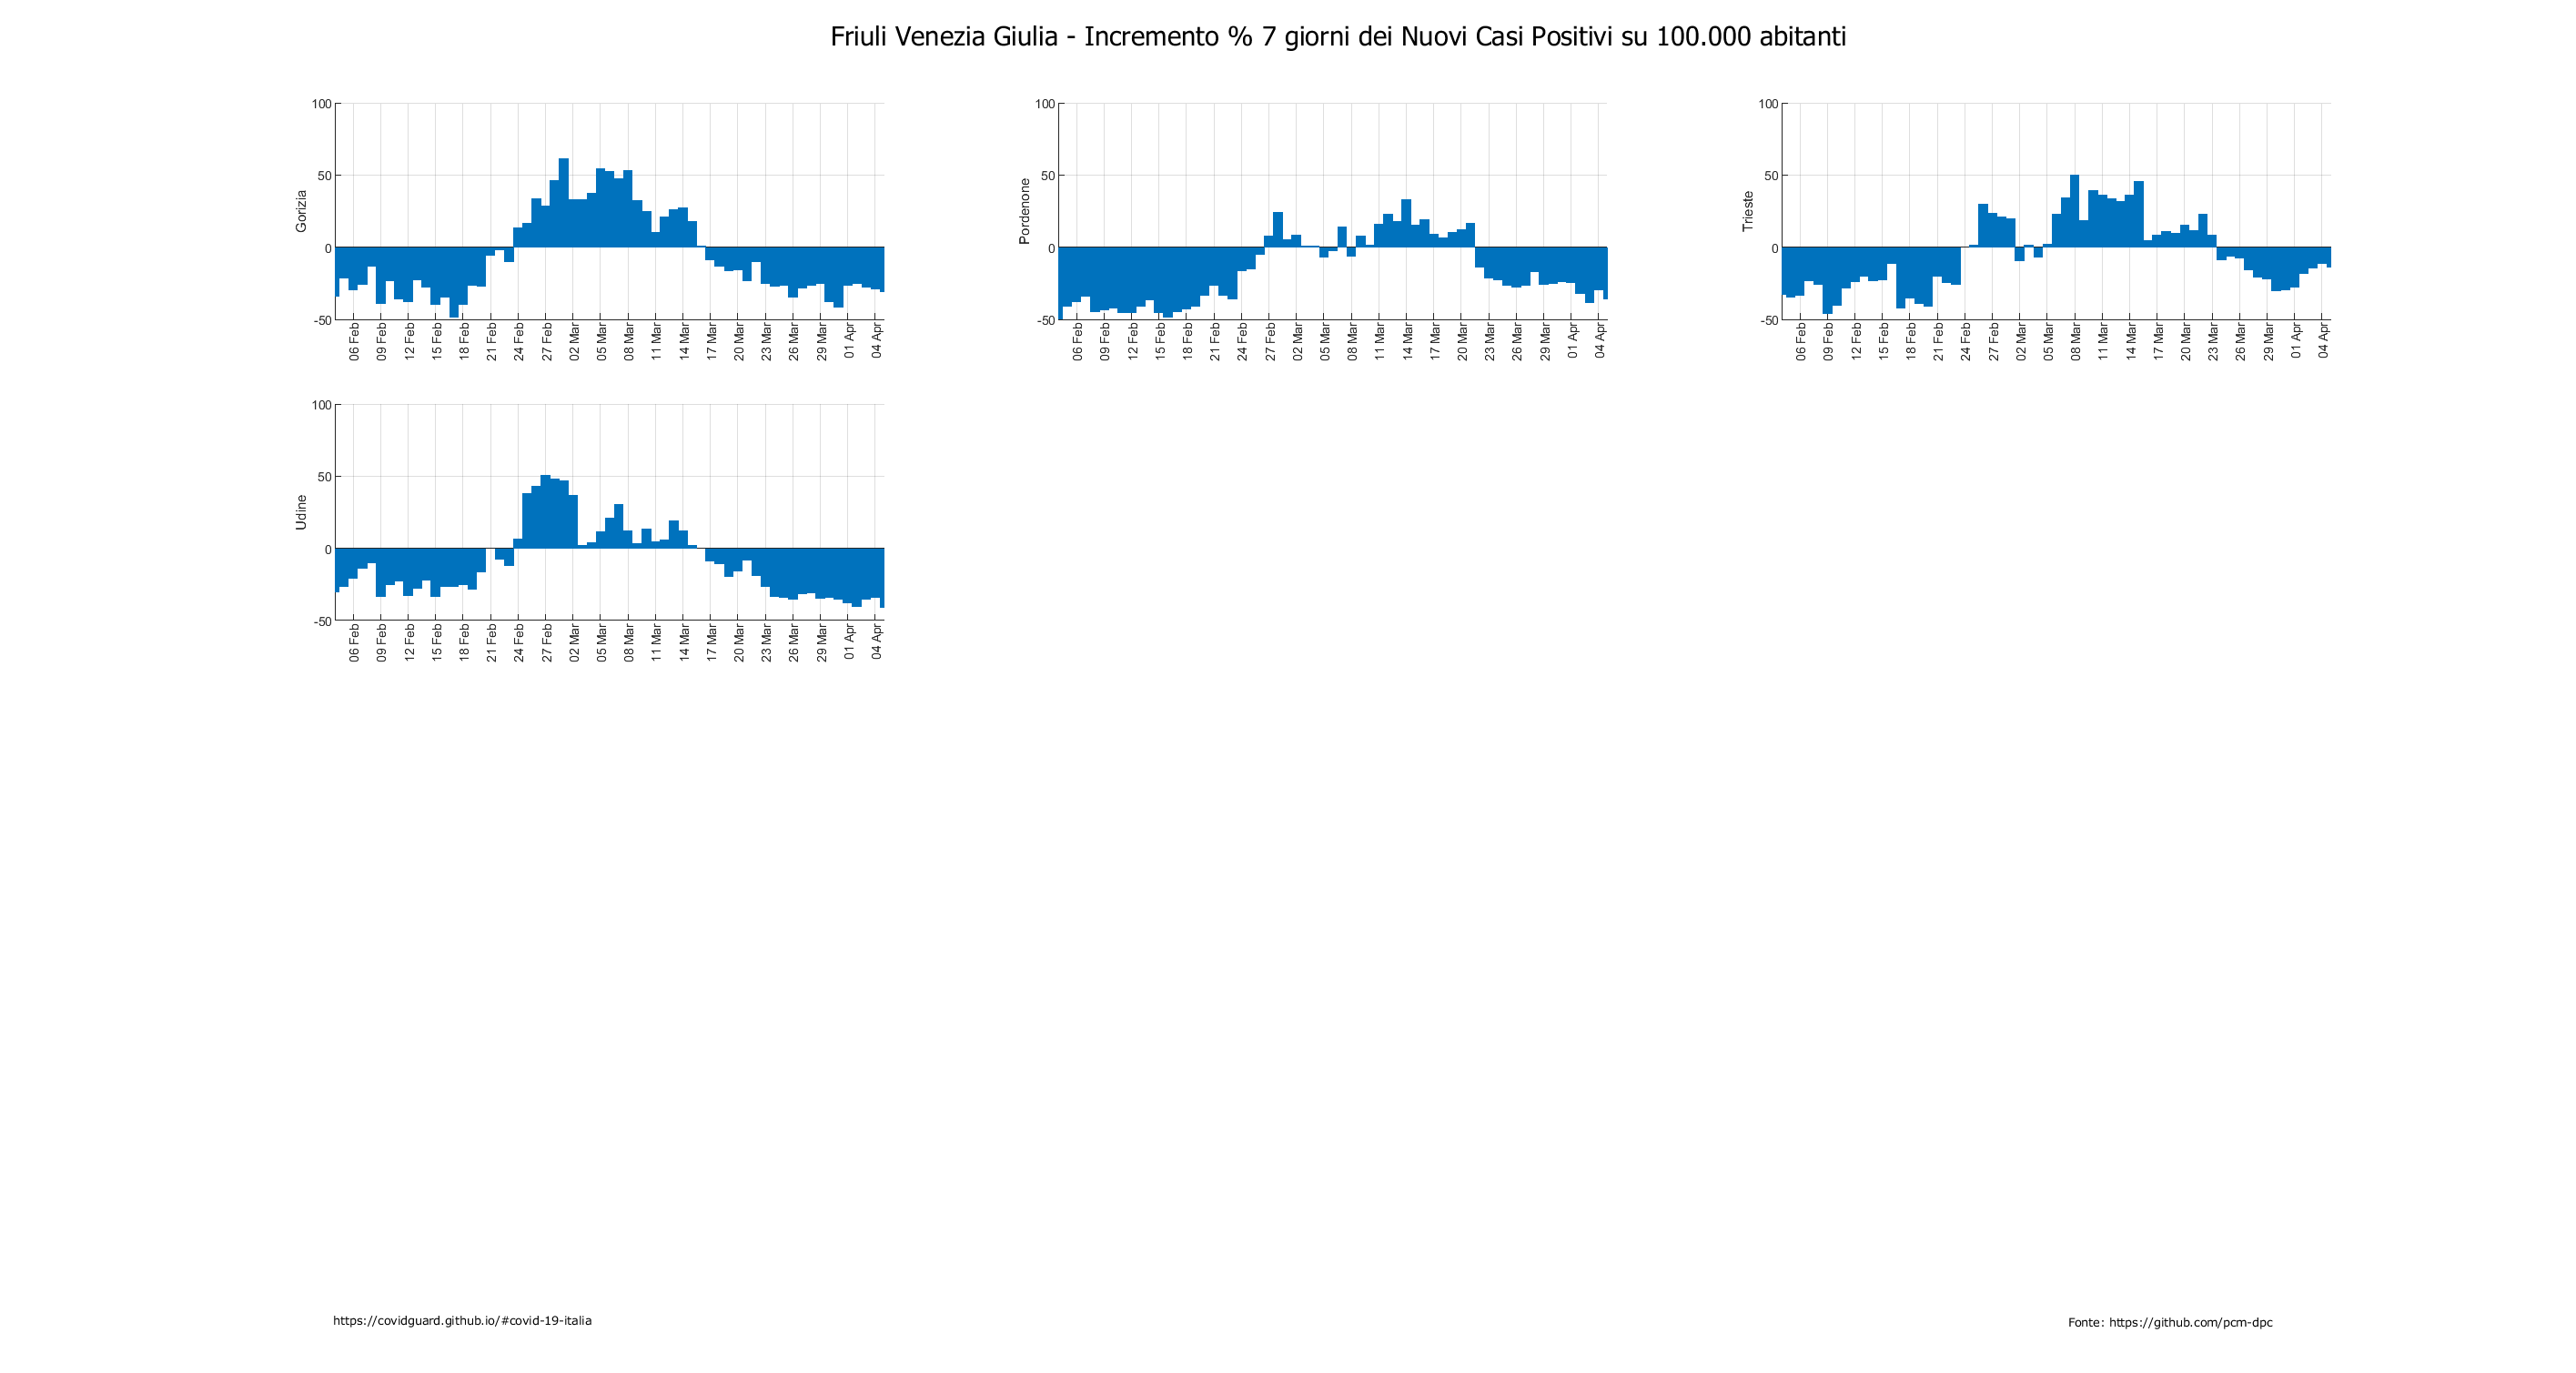 Friuli Venezia Giulia - Incremento % 7 giorni dei Nuovi Casi Positivi su 100.000 abitanti
Gorizia
100
50
0
-50
06 Feb
09 Feb
12 Feb
15 Feb
18 Feb
21 Feb
24 Feb
27 Feb
02 Mar
05 Mar
08 Mar
11 Mar
14 Mar
17 Mar
20 Mar
23 Mar
26 Mar
29 Mar
01 Apr
04 Apr
Pordenone
100
50
0
-50
06 Feb
09 Feb
12 Feb
15 Feb
18 Feb
21 Feb
24 Feb
27 Feb
02 Mar
05 Mar
08 Mar
11 Mar
14 Mar
17 Mar
20 Mar
23 Mar
26 Mar
29 Mar
01 Apr
04 Apr
Trieste
100
50
0
-50
06 Feb
09 Feb
12 Feb
15 Feb
18 Feb
21 Feb
24 Feb
27 Feb
02 Mar
05 Mar
08 Mar
11 Mar
14 Mar
17 Mar
20 Mar
23 Mar
26 Mar
29 Mar
01 Apr
04 Apr
Udine
100
50
0
-50
06 Feb
09 Feb
12 Feb
15 Feb
18 Feb
21 Feb
24 Feb
27 Feb
02 Mar
05 Mar
08 Mar
11 Mar
14 Mar
17 Mar
20 Mar
23 Mar
26 Mar
29 Mar
01 Apr
04 Apr
https://covidguard.github.io/#covid-19-italia
Fonte: https://github.com/pcm-dpc